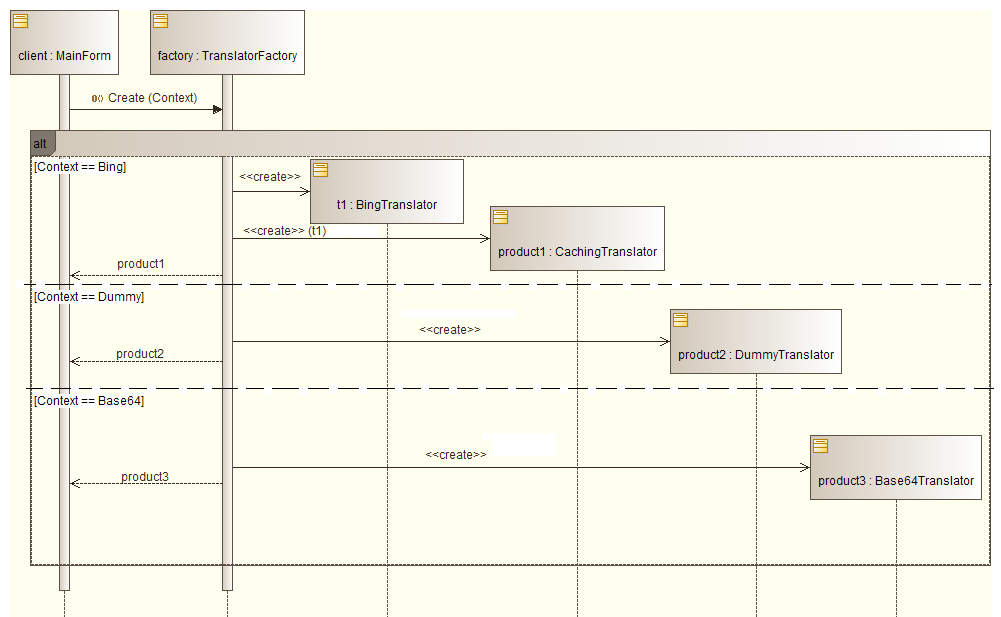 client : MainForm
factory : TranslatorFactory
Create (Context)
alt
[Context == Bing]
<<create>>
t1 : BingTranslator
<<create>> (t1)
product1 : CachingTranslator
product1
[Context == Dummy]
<<create>>
product2 : DummyTranslator
product2
[Context == Base64]
<<create>>
product3 : Base64Translator
product3